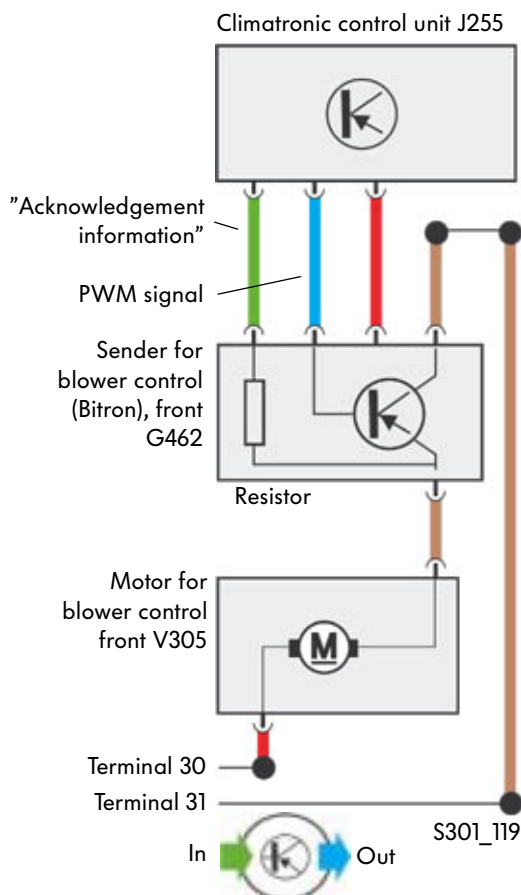 Climatronic control unit J255
”Acknowledgement
information”
PWM signal
Sender for
blower control
(Bitron), front
G462
Resistor
Motor for
blower control
front V305
M
Terminal 30
Terminal 31
S301_119
In
Out